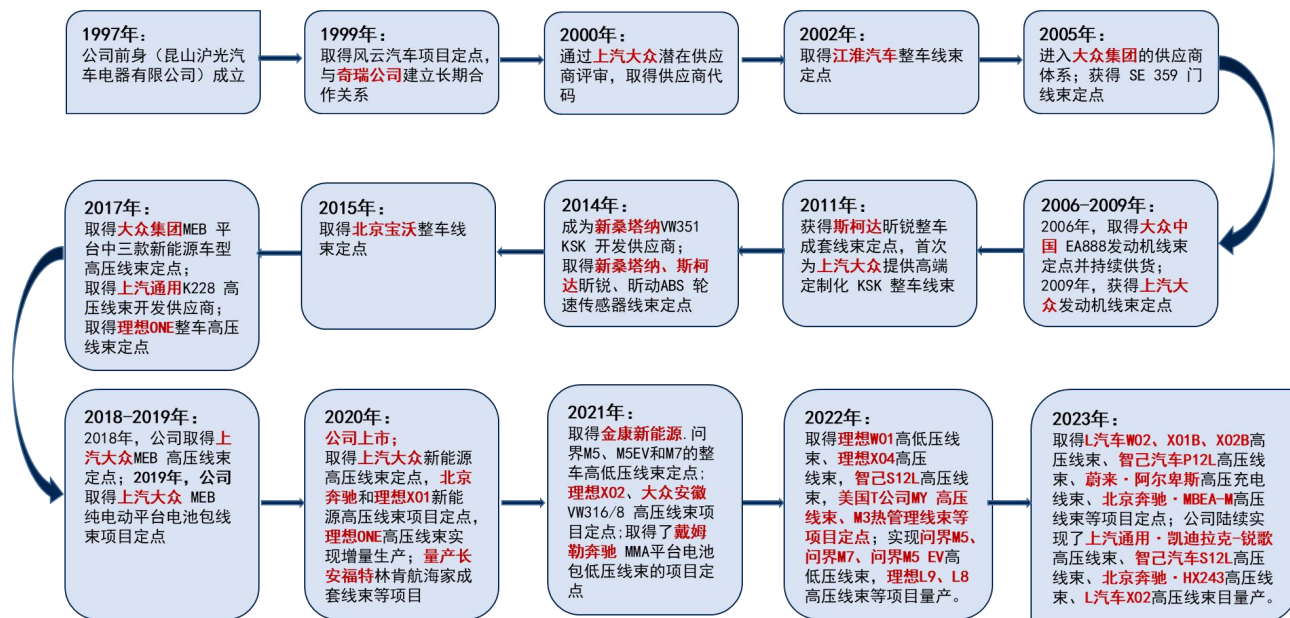 1997年：
公司前身（昆山沪光汽
车电器有限公司）成立
1999年：
取得风云汽车项目定点，
与奇瑞公司建立长期合
作关系
2000年：
通过上汽大众潜在供应
商评审，取得供应商代
码
2002年：
取得江淮汽车整车线束
定点
2005年：
进入大众集团的供应商
体系；获得 SE 359 门
线束定点
2006-2009年：
2006年，取得大众中
国 EA888发动机线束
定点并持续供货；
2009年，获得上汽大
众发动机线束定点
2011年：
获得斯柯达昕锐整车
成套线束定点，首次
为上汽大众提供高端
定制化 KSK 整车线束
2014年：
成为新桑塔纳VW351
KSK 开发供应商；
取得新桑塔纳、斯柯
达昕锐、昕动ABS 轮
速传感器线束定点
2015年：
取得北京宝沃整车线
束定点
2017年：
取得大众集团MEB 平
台中三款新能源车型
高压线束定点；
取得上汽通用K228 高
压线束开发供应商；
取得理想ONE整车高压
线束定点
2018-2019年：
2018年，公司取得上
汽大众MEB 高压线束
定点；2019年，公司
取得上汽大众 MEB
纯电动平台电池包线
束项目定点
2020年：
公司上市；
取得上汽大众新能源
高压线束定点，北京
奔驰和理想X01新能
源高压线束项目定点，
理想ONE高压线束实
现增量生产；量产长
安福特林肯航海家成
套线束等项目
2021年：
取得金康新能源.问
界M5、M5EV和M7的整
车高低压线束定点；
理想X02、大众安徽
VW316/8 高压线束项
目定点;取得了戴姆
勒奔驰 MMA平台电池
包低压线束的项目定
点
2022年：
取得理想W01高低压线
束、理想X04高压
线束，智己S12L高压线
束，美国T公司MY 高压
线束、M3热管理线束等
项目定点；实现问界M5、
问界M7、问界M5 EV高
低压线束，理想L9、L8
高压线束等项目量产。
2023年：
取得L汽车W02、X01B、X02B高
压线束、智己汽车P12L高压线
束、蔚来·阿尔卑斯高压充电
线束、北京奔驰·MBEA-M高压
线束等项目定点；公司陆续实
现了上汽通用·凯迪拉克-锐歌
高压线束、智己汽车S12L高压
线束、北京奔驰·HX243高压线
束、L汽车X02高压线束目量产。